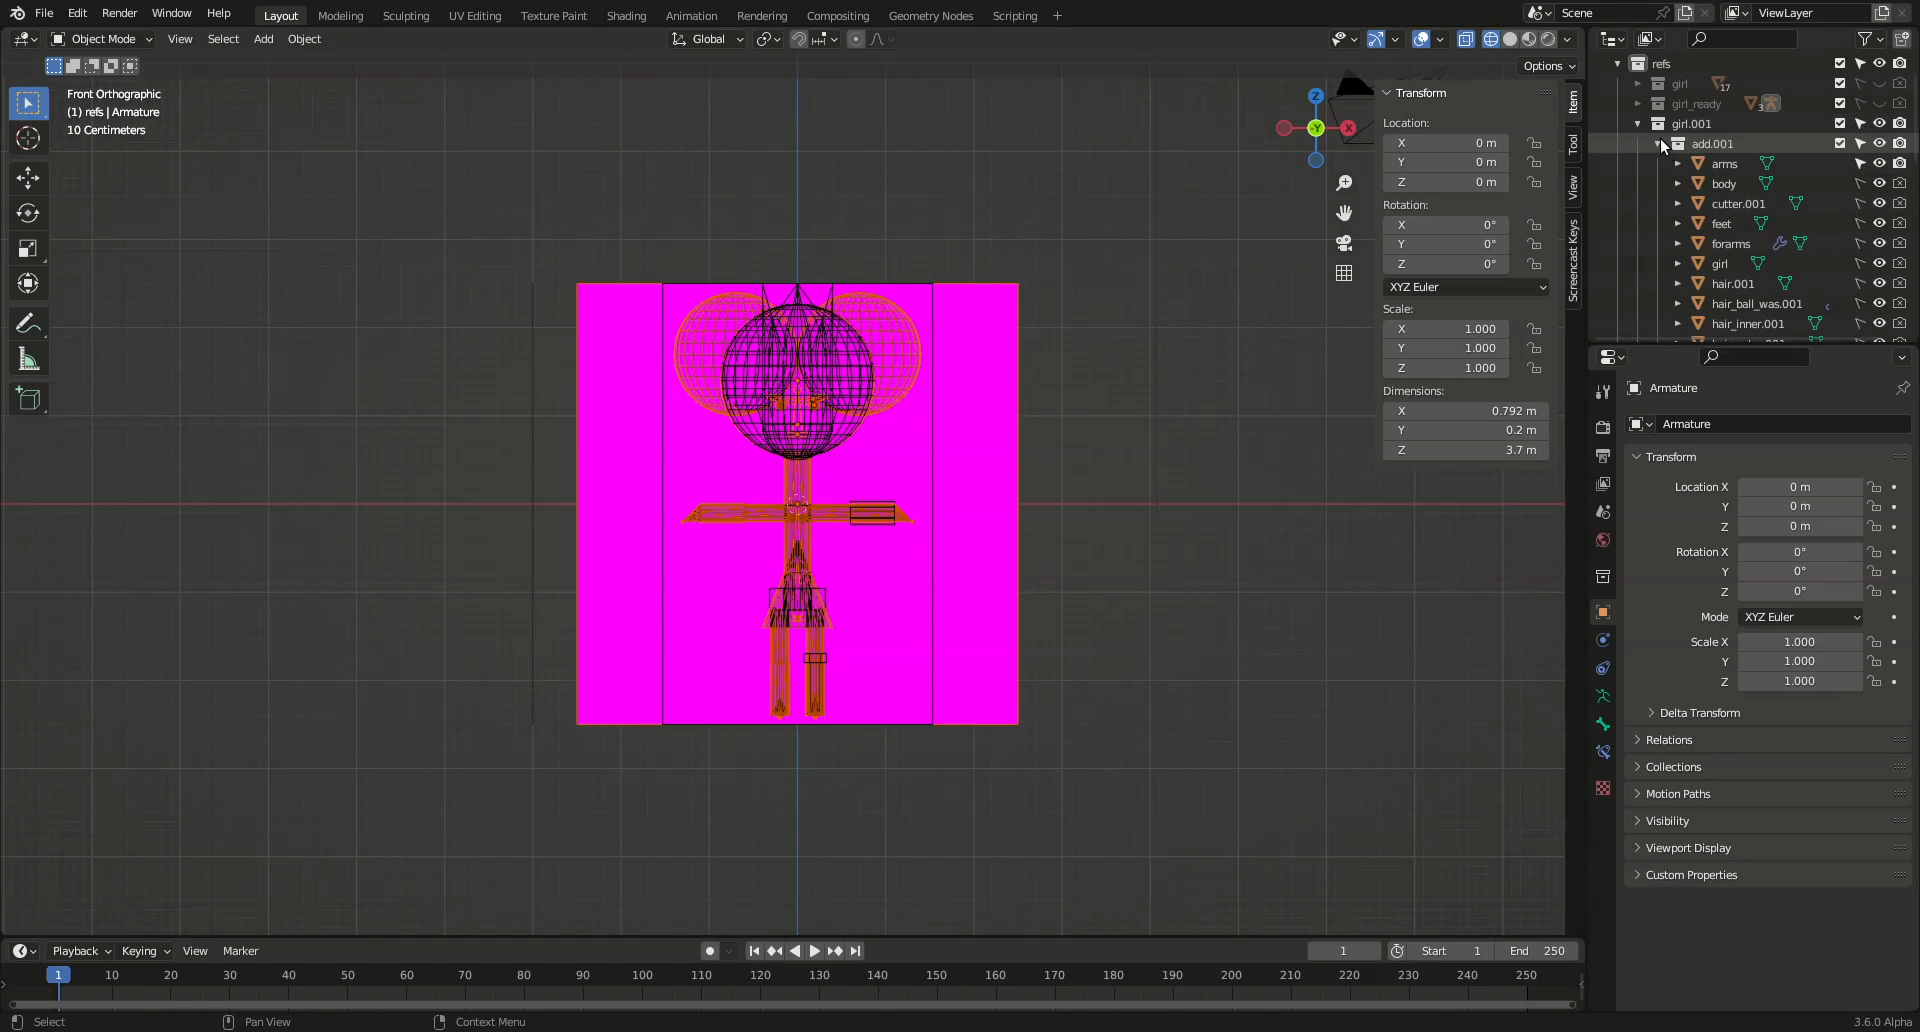 File Edit Render Window Help Layout Modeling Sculpting UV Editing Texture Paint Shading Animation Rendering Compositing Geometry Nodes Scripting + Scene ViewLayer
Object Mode View Select Add Object Global
Options
Front Orthographic
(1) refs | Armature
10 Centimeters
Z
-Y
X
Transform
Location:
X 0 m
Y 0 m
Z 0 m
Rotation:
X 0°
Y 0°
Z 0°
XYZ Euler
Scale:
X 1.000
Y 1.000
Z 1.000
Dimensions:
X 0.792 m
Y 0.2 m
Z 3.7 m
Item
Tool
View
Screencast Keys
refs
girl 17
girl_ready 3
girl.001
add.001
arms
body
cutter.001
feet
forarms
girl
hair.001
hair_ball_was.001
hair_inner.001
Armature
Armature
Transform
Location X 0 m
Y 0 m
Z 0 m
Rotation X 0°
Y 0°
Z 0°
Mode XYZ Euler
Scale X 1.000
Y 1.000
Z 1.000
Delta Transform
Relations
Collections
Motion Paths
Visibility
Viewport Display
Custom Properties
Playback Keying View Marker 1 Start 1 End 250
1 10 20 30 40 50 60 70 80 90 100 110 120 130 140 150 160 170 180 190 200 210 220 230 240 250
Select Pan View Context Menu 3.6.0 Alpha